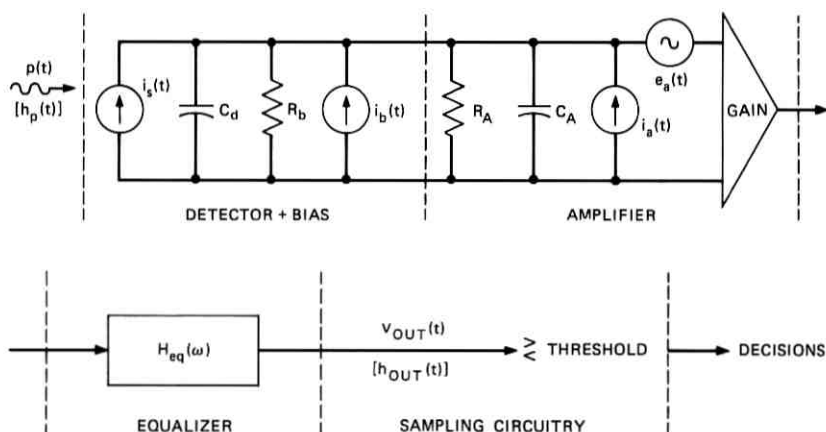 p(t)
[h_p(t)]
i_s(t)
C_d
R_b
i_b(t)
R_A
C_A
i_a(t)
e_a(t)
GAIN
DETECTOR + BIAS
AMPLIFIER
H_eq(ω)
v_OUT(t)
[h_OUT(t)]
> < THRESHOLD
DECISIONS
EQUALIZER
SAMPLING CIRCUITRY